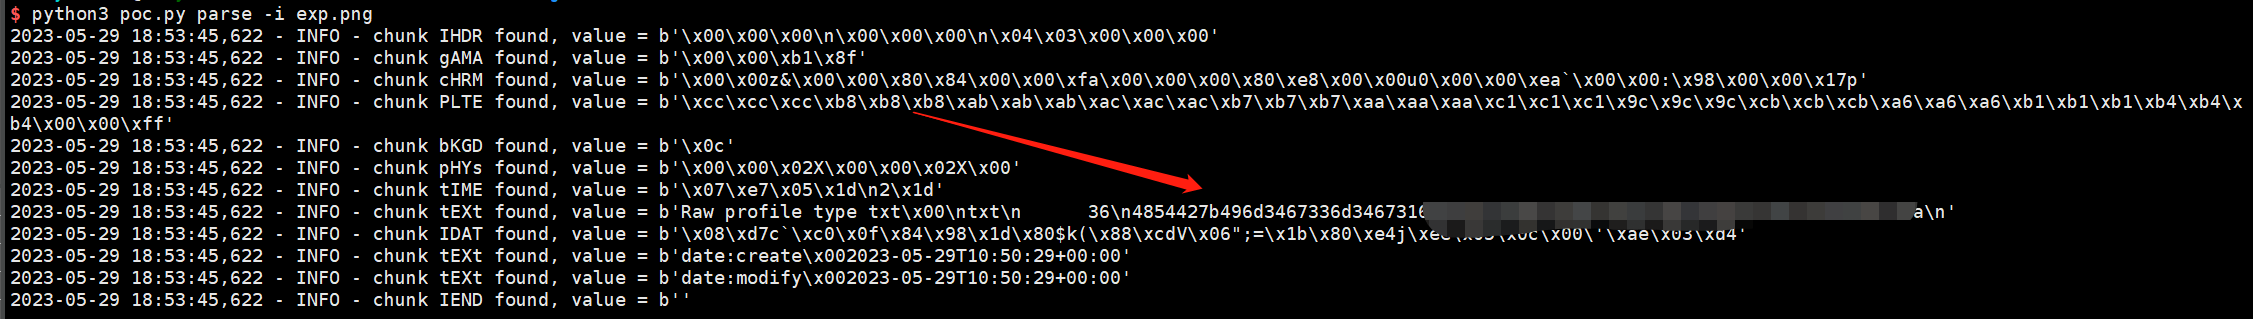 $ python3 poc.py parse -i exp.png
2023-05-29 18:53:45,622 - INFO - chunk IHDR found, value = b'\x00\x00\x00\n\x00\x00\x00\n\x04\x03\x00\x00\x00'
2023-05-29 18:53:45,622 - INFO - chunk gAMA found, value = b'\x00\x00\xb1\x8f'
2023-05-29 18:53:45,622 - INFO - chunk cHRM found, value = b'\x00\x00z&\x00\x00\x80\x84\x00\x00\xfa\x00\x00\x00\x80\xe8\x00\x00u0\x00\x00\xea`\x00\x00:\x98\x00\x00\x17p'
2023-05-29 18:53:45,622 - INFO - chunk PLTE found, value = b'\xcc\xcc\xcc\xb8\xb8\xb8\xab\xab\xab\xac\xac\xac\xb7\xb7\xb7\xaa\xaa\xaa\xc1\xc1\xc1\x9c\x9c\x9c\xcb\xcb\xcb\xa6\xa6\xa6\xb1\xb1\xb1\xb4\xb4\x
b4\x00\x00\xff'
2023-05-29 18:53:45,622 - INFO - chunk bKGD found, value = b'\x0c'
2023-05-29 18:53:45,622 - INFO - chunk pHYs found, value = b'\x00\x00\x02X\x00\x00\x02X\x00'
2023-05-29 18:53:45,622 - INFO - chunk tIME found, value = b'\x07\xe7\x05\x1d\n2\x1d'
2023-05-29 18:53:45,622 - INFO - chunk tEXt found, value = b'Raw profile type txt\x00\ntxt\n      36\n4854427b496d3467336d3467316 a\n'
2023-05-29 18:53:45,622 - INFO - chunk IDAT found, value = b'\x08\xd7c`\xc0\x0f\x84\x98\x1d\x80$k(\x88\xcdV\x06";=\x1b\x80\xe4j\ \x00\'\xae\x03\xd4'
2023-05-29 18:53:45,622 - INFO - chunk tEXt found, value = b'date:create\x002023-05-29T10:50:29+00:00'
2023-05-29 18:53:45,622 - INFO - chunk tEXt found, value = b'date:modify\x002023-05-29T10:50:29+00:00'
2023-05-29 18:53:45,622 - INFO - chunk IEND found, value = b''